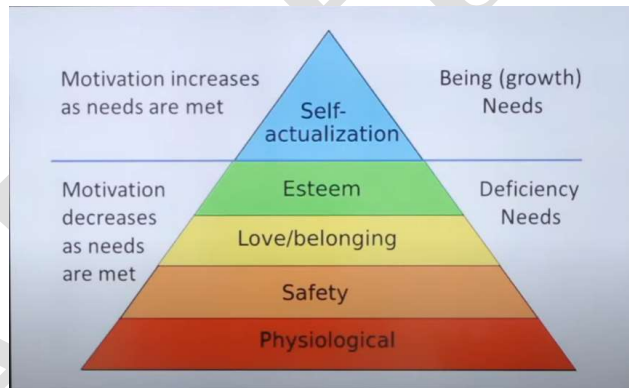 Motivation increases
as needs are met
Being (growth)
Needs
Self-
actualization
Motivation
decreases
as needs
are met
Deficiency
Needs
Esteem
Love/belonging
Safety
Physiological